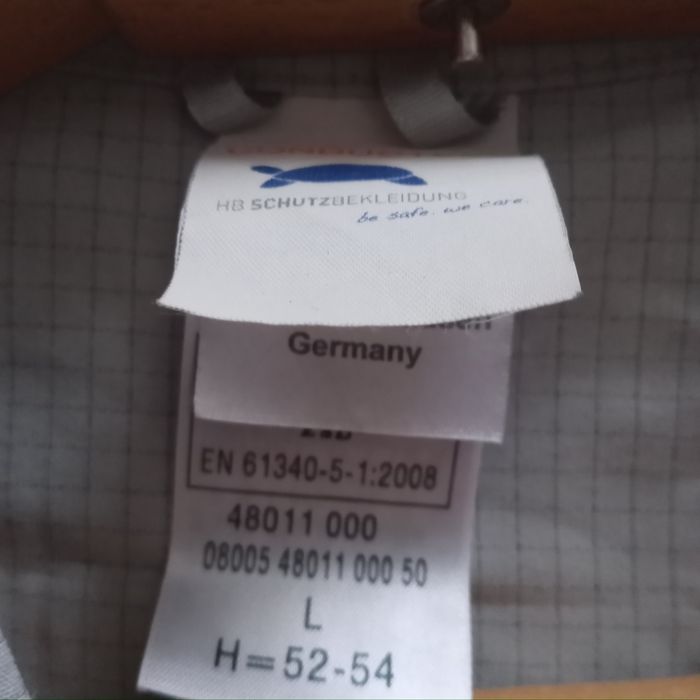 HB SCHUTZBEKLEIDUNG
be safe. we care.
Germany
EN 61340-5-1:2008
48011 000
08005 48011 000 50
L
H=52-54